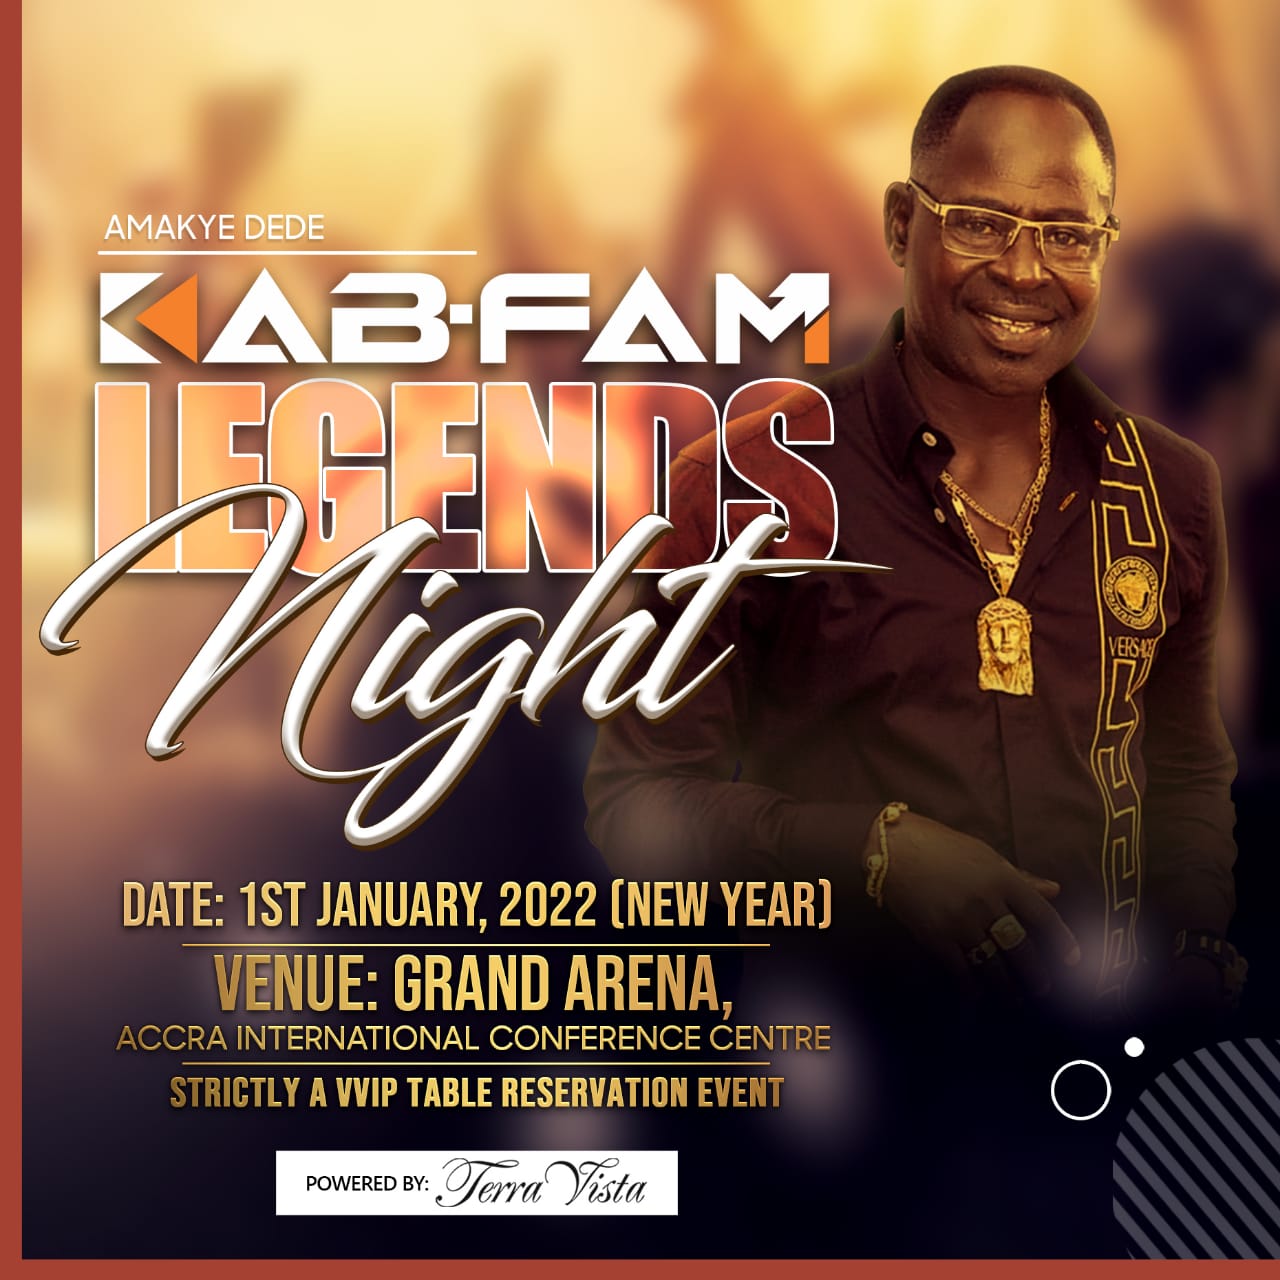 AMAKYE DEDE
KAB-FAM
LEGENDS
Night
VERSACE
DATE: 1ST JANUARY, 2022 (NEW YEAR)
VENUE: GRAND ARENA,
ACCRA INTERNATIONAL CONFERENCE CENTRE
STRICTLY A VVIP TABLE RESERVATION EVENT
POWERED BY: Terra Vista